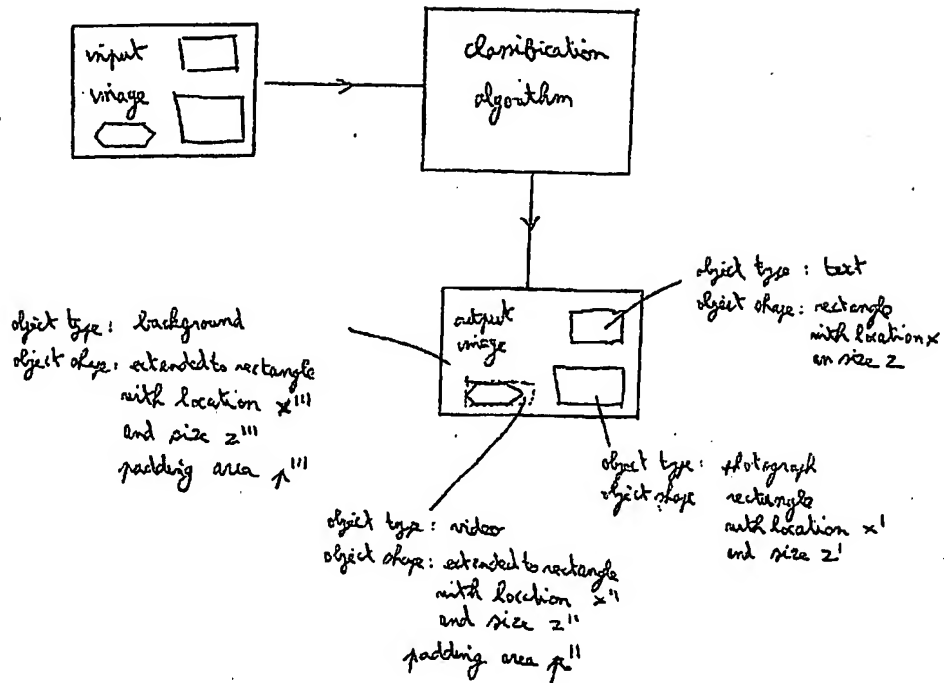 input
image
classification
algorithm
output
image
object type : text
object shape : rectangle
with location x
an size z
object type : background
object shape : extended to rectangle
with location x'''
and size z'''
padding area p'''
object type : photograph
object shape rectangle
with location x'
and size z'
object type : video
object shape : extended to rectangle
with location x''
and size z''
padding area p''